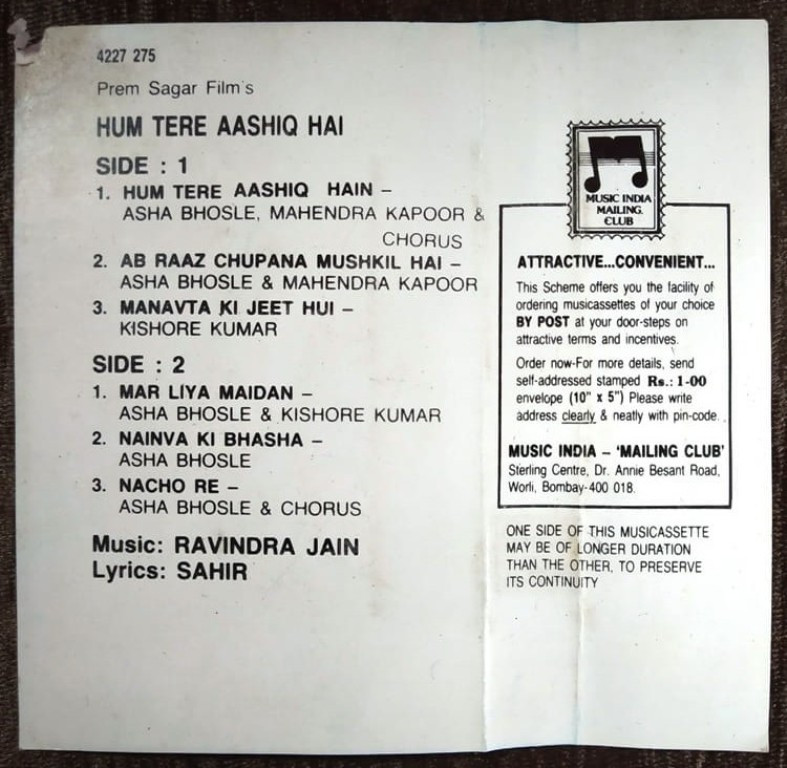 4227 275
Prem Sagar Film's
HUM TERE AASHIQ HAI
SIDE : 1
1. HUM TERE AASHIQ HAIN –
ASHA BHOSLE, MAHENDRA KAPOOR &
CHORUS
2. AB RAAZ CHUPANA MUSHKIL HAI –
ASHA BHOSLE & MAHENDRA KAPOOR
3. MANAVTA KI JEET HUI –
KISHORE KUMAR
SIDE : 2
1. MAR LIYA MAIDAN –
ASHA BHOSLE & KISHORE KUMAR
2. NAINVA KI BHASHA –
ASHA BHOSLE
3. NACHO RE –
ASHA BHOSLE & CHORUS
Music: RAVINDRA JAIN
Lyrics: SAHIR
MUSIC INDIA
MAILING.
CLUB
ATTRACTIVE...CONVENIENT...
This Scheme offers you the facility of
ordering musicassettes of your choice
BY POST at your door-steps on
attractive terms and incentives.
Order now-For more details, send
self-addressed stamped Rs.: 1-00
envelope (10" x 5") Please write
address clearly & neatly with pin-code.
MUSIC INDIA – 'MAILING CLUB'
Sterling Centre, Dr. Annie Besant Road,
Worli, Bombay-400 018.
ONE SIDE OF THIS MUSICASSETTE
MAY BE OF LONGER DURATION
THAN THE OTHER, TO PRESERVE
ITS CONTINUITY